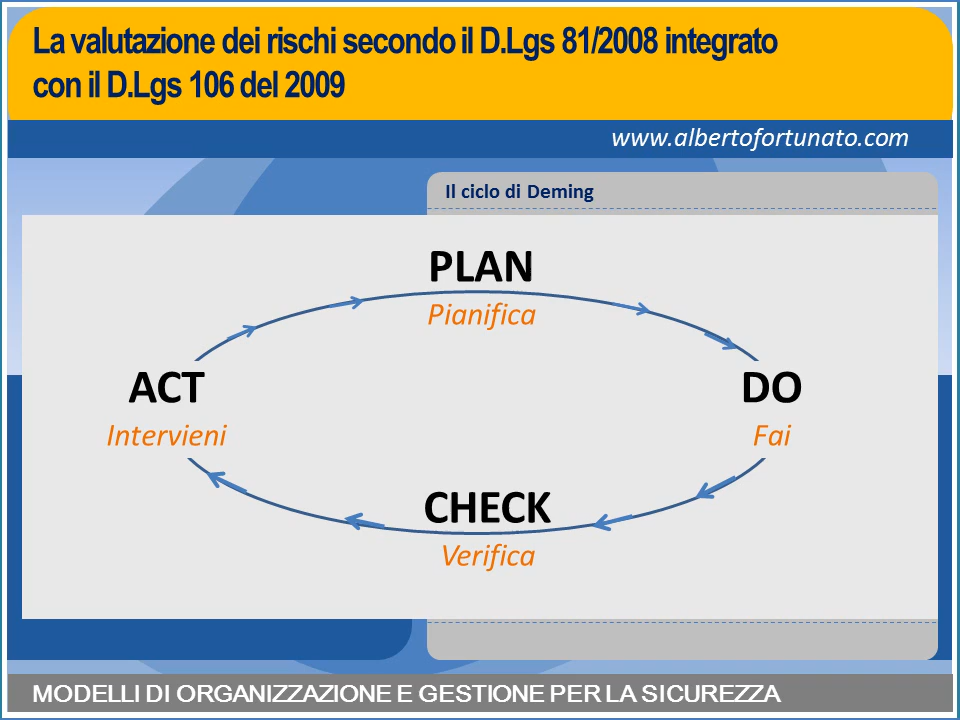 La valutazione dei rischi secondo il D.Lgs 81/2008 integrato
con il D.Lgs 106 del 2009
www.albertofortunato.com
Il ciclo di Deming
PLAN
Pianifica
ACT
Intervieni
DO
Fai
CHECK
Verifica
MODELLI DI ORGANIZZAZIONE E GESTIONE PER LA SICUREZZA